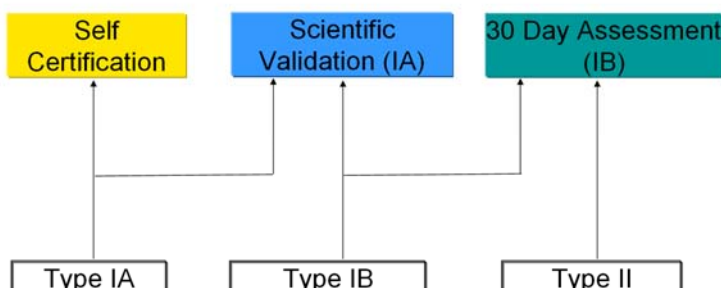 Self
Certification
Scientific
Validation (IA)
30 Day Assessment
(IB)
Type IA
Type IB
Type II